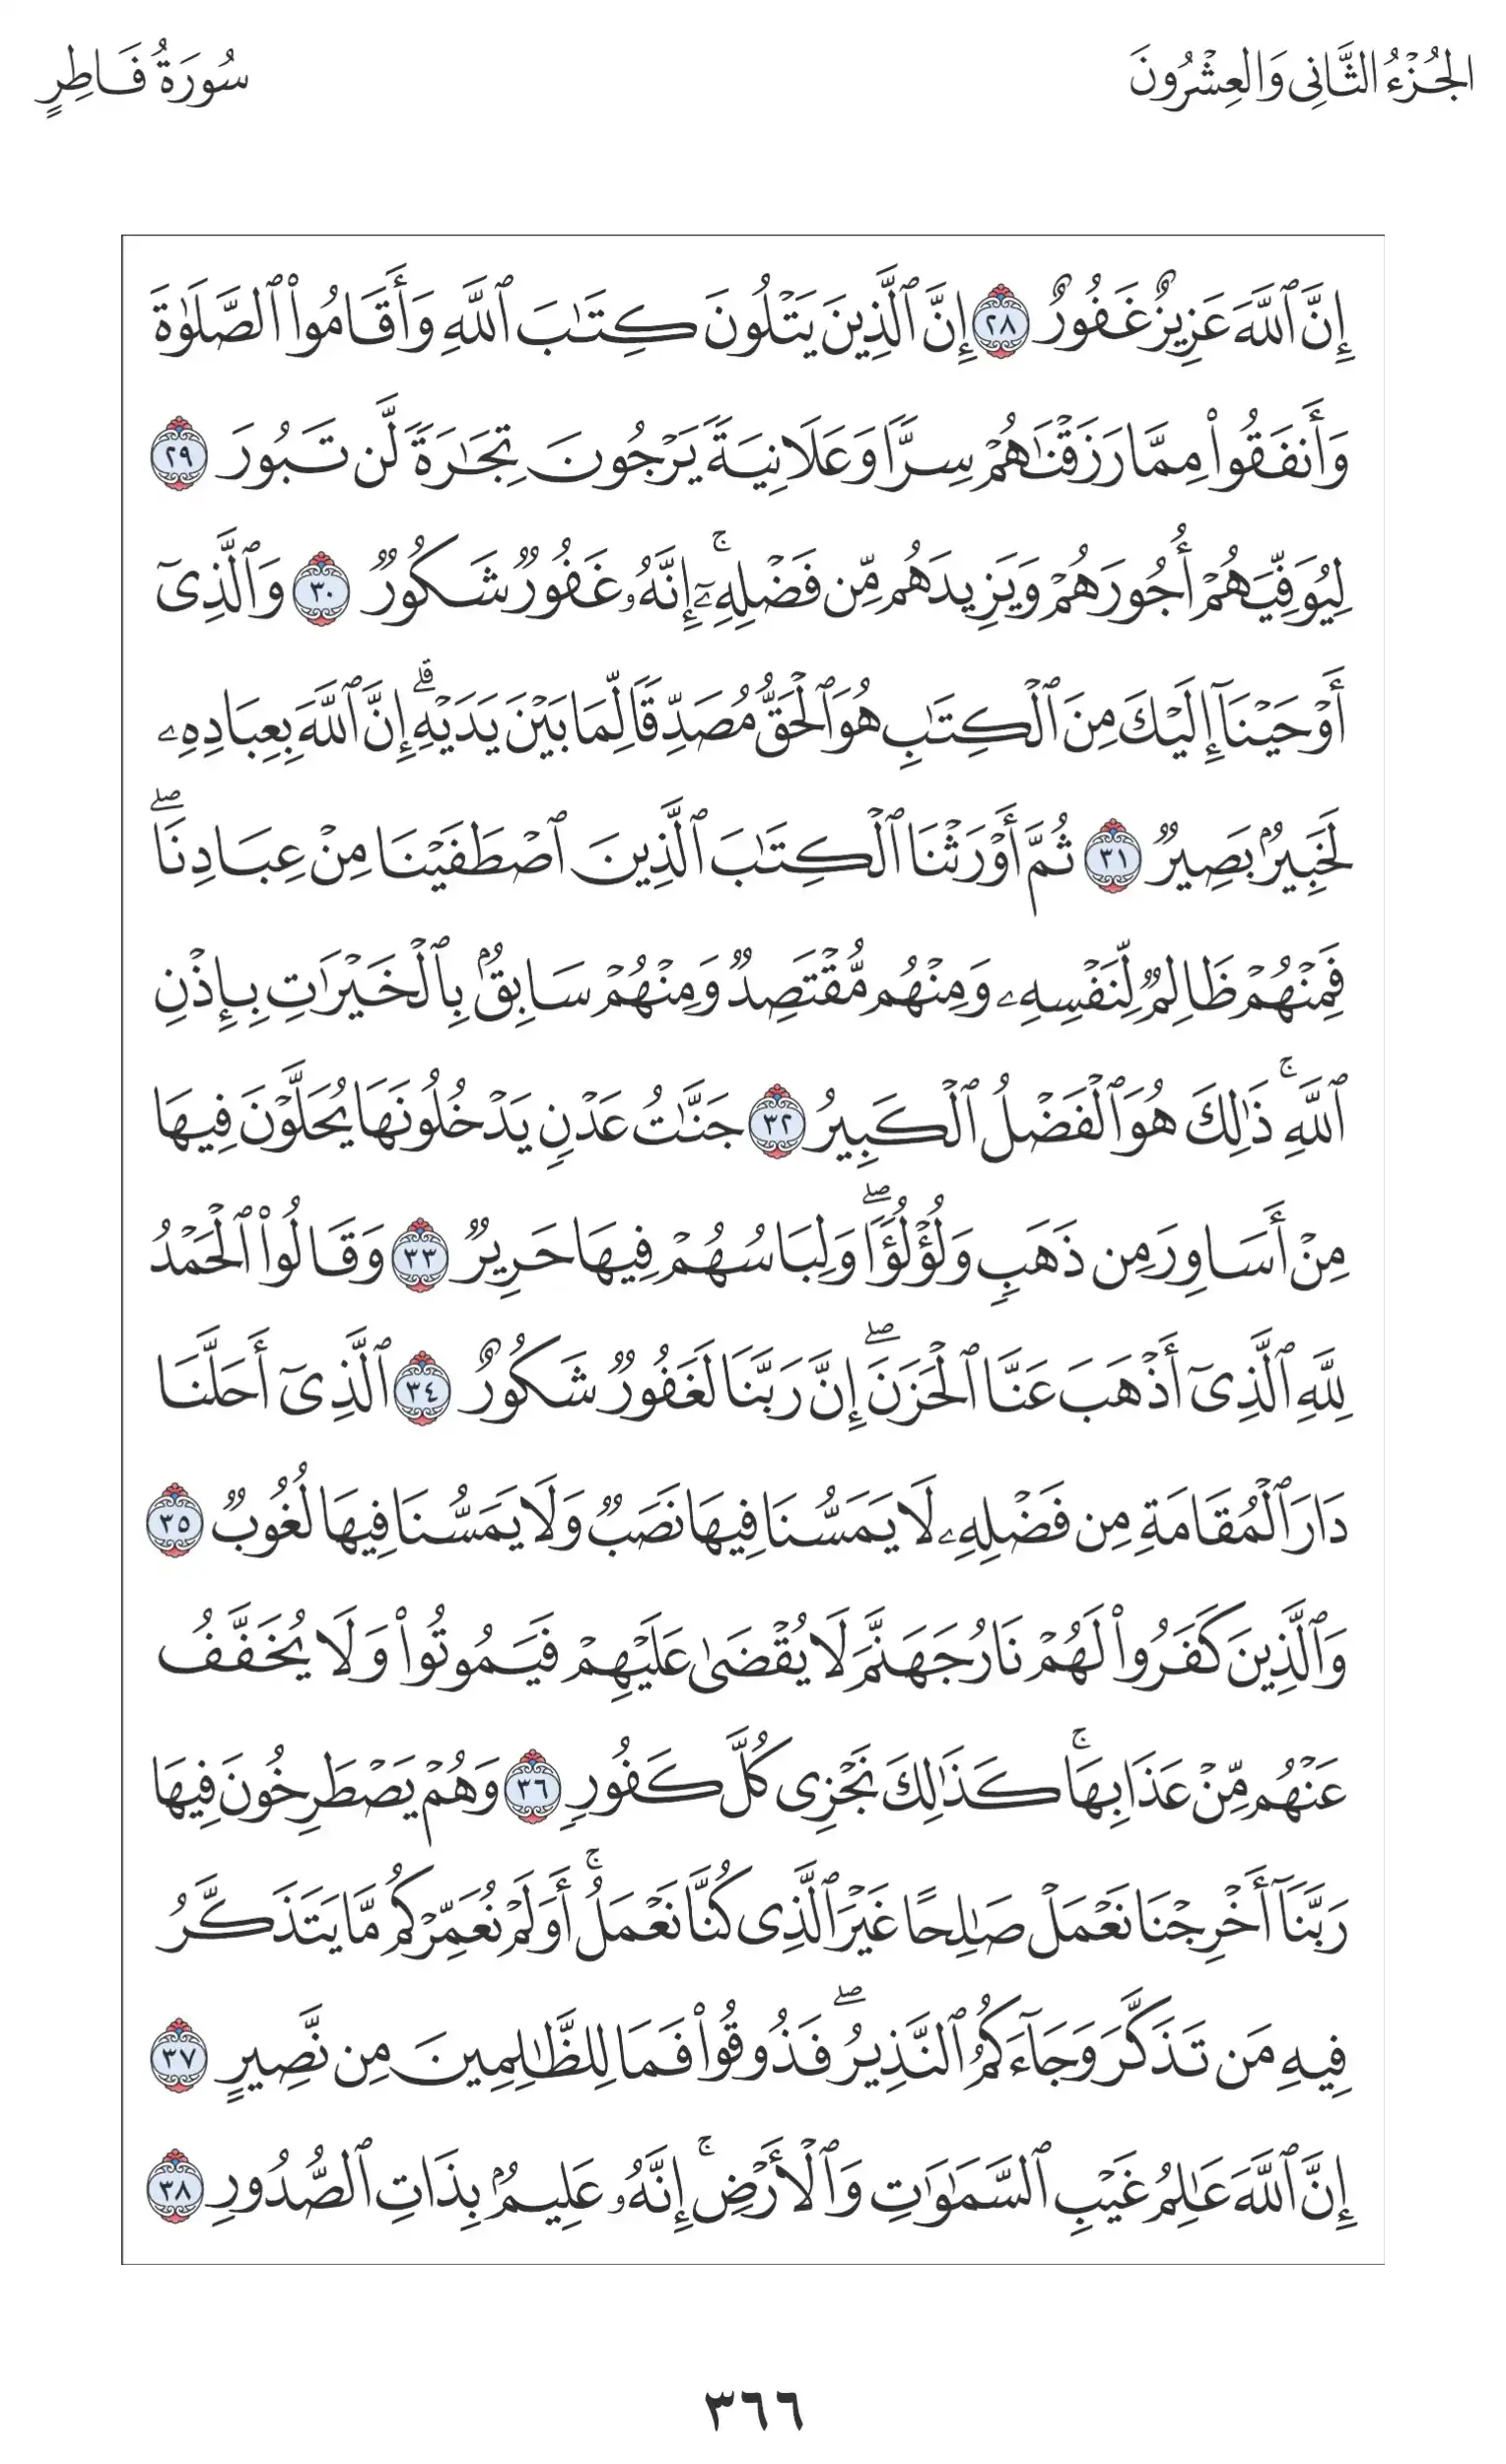 الجُزْءُ الثَّانِي وَالعِشْرُونَ
سُورَةُ فَاطِرٍ
إِنَّ ٱللَّهَ عَزِيزٌ غَفُورٌ ٢٨ إِنَّ ٱلَّذِينَ يَتْلُونَ كِتَٰبَ ٱللَّهِ وَأَقَامُوا۟ ٱلصَّلَوٰةَ
وَأَنفَقُوا۟ مِمَّا رَزَقْنَٰهُمْ سِرًّا وَعَلَانِيَةً يَرْجُونَ تِجَٰرَةً لَّن تَبُورَ ٢٩
لِيُوَفِّيَهُمْ أُجُورَهُمْ وَيَزِيدَهُم مِّن فَضْلِهِۦٓۚ إِنَّهُۥ غَفُورٌ شَكُورٌ ٣٠ وَٱلَّذِىٓ
أَوْحَيْنَآ إِلَيْكَ مِنَ ٱلْكِتَٰبِ هُوَ ٱلْحَقُّ مُصَدِّقًا لِّمَا بَيْنَ يَدَيْهِۗ إِنَّ ٱللَّهَ بِعِبَادِهِۦ
لَخَبِيرٌۢ بَصِيرٌ ٣١ ثُمَّ أَوْرَثْنَا ٱلْكِتَٰبَ ٱلَّذِينَ ٱصْطَفَيْنَا مِنْ عِبَادِنَاۖ
فَمِنْهُمْ ظَالِمٌ لِّنَفْسِهِۦ وَمِنْهُم مُّقْتَصِدٌ وَمِنْهُمْ سَابِقٌۢ بِٱلْخَيْرَٰتِ بِإِذْنِ
ٱللَّهِۚ ذَٰلِكَ هُوَ ٱلْفَضْلُ ٱلْكَبِيرُ ٣٢ جَنَّٰتُ عَدْنٍ يَدْخُلُونَهَا يُحَلَّوْنَ فِيهَا
مِنْ أَسَاوِرَ مِن ذَهَبٍ وَلُؤْلُؤًاۖ وَلِبَاسُهُمْ فِيهَا حَرِيرٌ ٣٣ وَقَالُوا۟ ٱلْحَمْدُ
لِلَّهِ ٱلَّذِىٓ أَذْهَبَ عَنَّا ٱلْحَزَنَۖ إِنَّ رَبَّنَا لَغَفُورٌ شَكُورٌ ٣٤ ٱلَّذِىٓ أَحَلَّنَا
دَارَ ٱلْمُقَامَةِ مِن فَضْلِهِۦ لَا يَمَسُّنَا فِيهَا نَصَبٌ وَلَا يَمَسُّنَا فِيهَا لُغُوبٌ ٣٥
وَٱلَّذِينَ كَفَرُوا۟ لَهُمْ نَارُ جَهَنَّمَ لَا يُقْضَىٰ عَلَيْهِمْ فَيَمُوتُوا۟ وَلَا يُخَفَّفُ
عَنْهُم مِّنْ عَذَابِهَاۚ كَذَٰلِكَ نَجْزِى كُلَّ كَفُورٍ ٣٦ وَهُمْ يَصْطَرِخُونَ فِيهَا
رَبَّنَآ أَخْرِجْنَا نَعْمَلْ صَٰلِحًا غَيْرَ ٱلَّذِى كُنَّا نَعْمَلُۚ أَوَلَمْ نُعَمِّرْكُم مَّا يَتَذَكَّرُ
فِيهِ مَن تَذَكَّرَ وَجَآءَكُمُ ٱلنَّذِيرُۖ فَذُوقُوا۟ فَمَا لِلظَّٰلِمِينَ مِن نَّصِيرٍ ٣٧
إِنَّ ٱللَّهَ عَٰلِمُ غَيْبِ ٱلسَّمَٰوَٰتِ وَٱلْأَرْضِۚ إِنَّهُۥ عَلِيمٌۢ بِذَاتِ ٱلصُّدُورِ ٣٨
٣٦٦